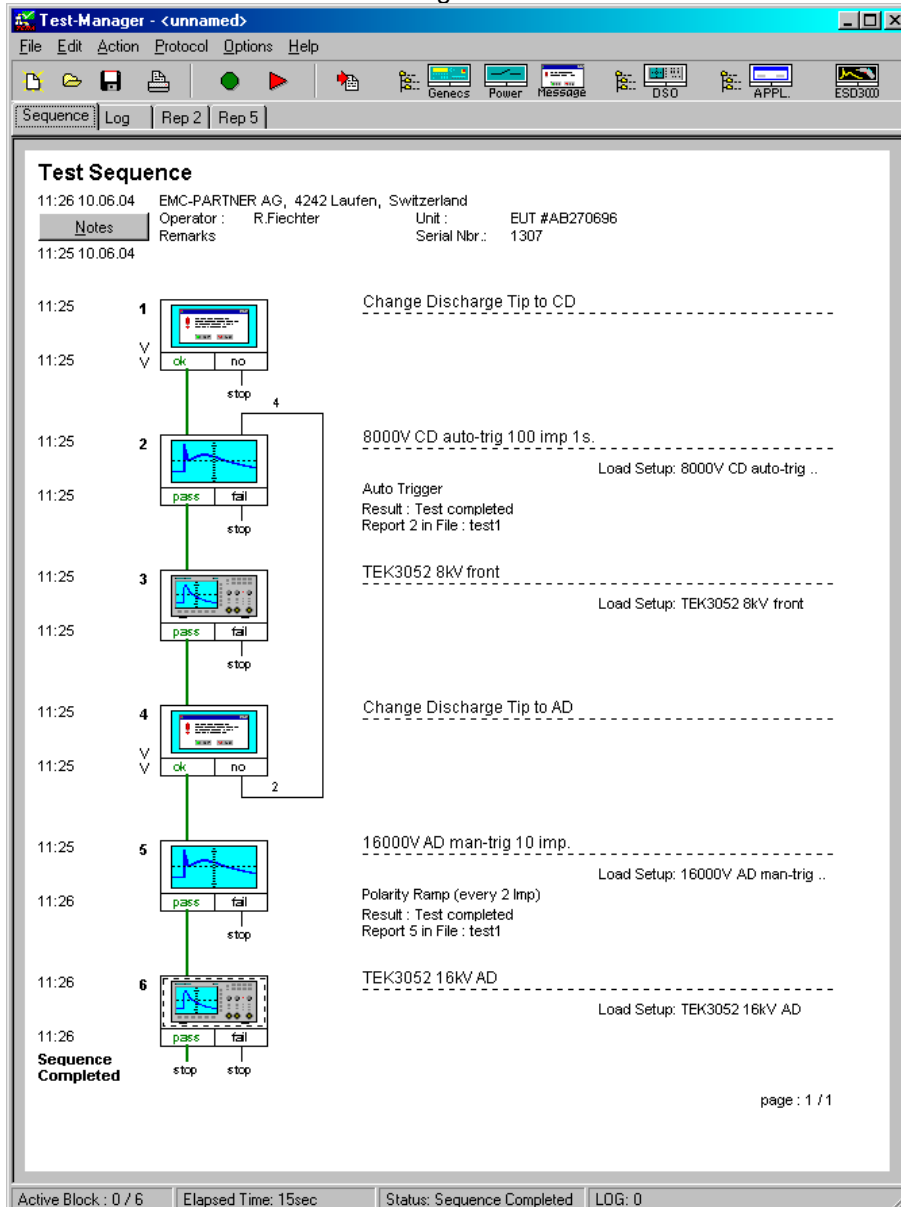 Test-Manager - <unnamed>
File Edit Action Protocol Options Help
Genecs Power Message DSO APPL. ESD3000
Sequence Log Rep 2 Rep 5
Test Sequence
11:26 10.06.04 EMC-PARTNER AG, 4242 Laufen, Switzerland
Notes Operator : R.Fiechter Unit : EUT #AB270696
Remarks Serial Nbr.: 1307
11:25 10.06.04
11:25 1 Change Discharge Tip to CD
V
11:25 V ok no
stop
4
11:25 2 8000V CD auto-trig 100 imp 1s.
Load Setup: 8000V CD auto-trig ..
11:25 pass fail Auto Trigger
Result : Test completed
stop Report 2 in File : test1
11:25 3 TEK3052 8kV front
Load Setup: TEK3052 8kV front
11:25 pass fail
stop
11:25 4 Change Discharge Tip to AD
V
11:25 V ok no
2
11:25 5 16000V AD man-trig 10 imp.
Load Setup: 16000V AD man-trig ..
11:26 pass fail Polarity Ramp (every 2 Imp)
Result : Test completed
stop Report 5 in File : test1
11:26 6 TEK3052 16kV AD
Load Setup: TEK3052 16kV AD
11:26 pass fail
Sequence
Completed stop stop
page : 1 / 1
Active Block : 0 / 6 Elapsed Time: 15sec Status: Sequence Completed LOG: 0